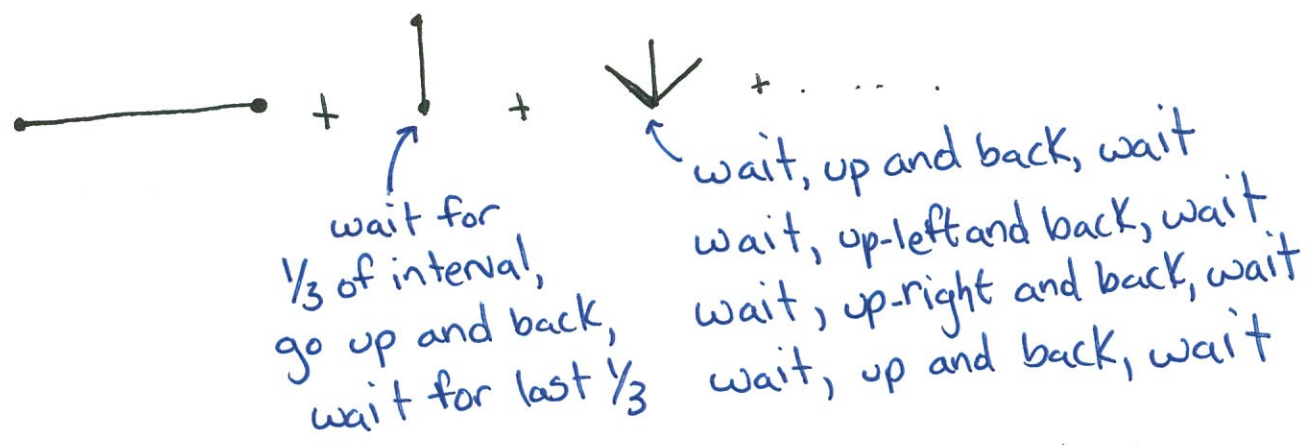 + + + . . . . .
wait for
1/3 of interval,
go up and back,
wait for last 1/3
wait, up and back, wait
wait, up-left and back, wait
wait, up-right and back, wait
wait, up and back, wait